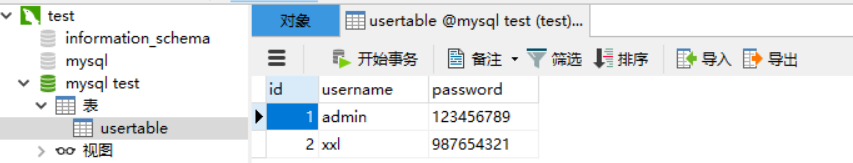 test
information_schema
mysql
mysql test
表
usertable
视图
对象
usertable @mysql test (test)...
开始事务 备注 筛选 排序 导入 导出
id username password
1 admin 123456789
2 xxl 987654321